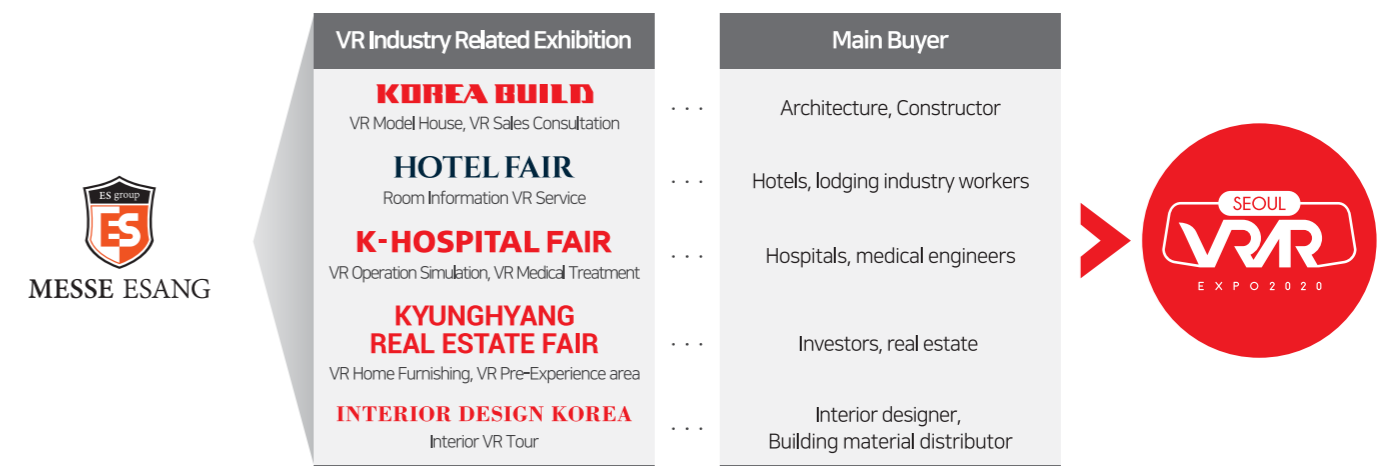 ES group
ES
MESSE ESANG
VR Industry Related Exhibition
KOREA BUILD
VR Model House, VR Sales Consultation
HOTEL FAIR
Room Information VR Service
K-HOSPITAL FAIR
VR Operation Simulation, VR Medical Treatment
KYUNGHYANG
REAL ESTATE FAIR
VR Home Furnishing, VR Pre-Experience area
INTERIOR DESIGN KOREA
Interior VR Tour
. . .
. . .
. . .
. . .
. . .
Main Buyer
Architecture, Constructor
Hotels, lodging industry workers
Hospitals, medical engineers
Investors, real estate
Interior designer,
Building material distributor
SEOUL
VRAR
EXPO2020